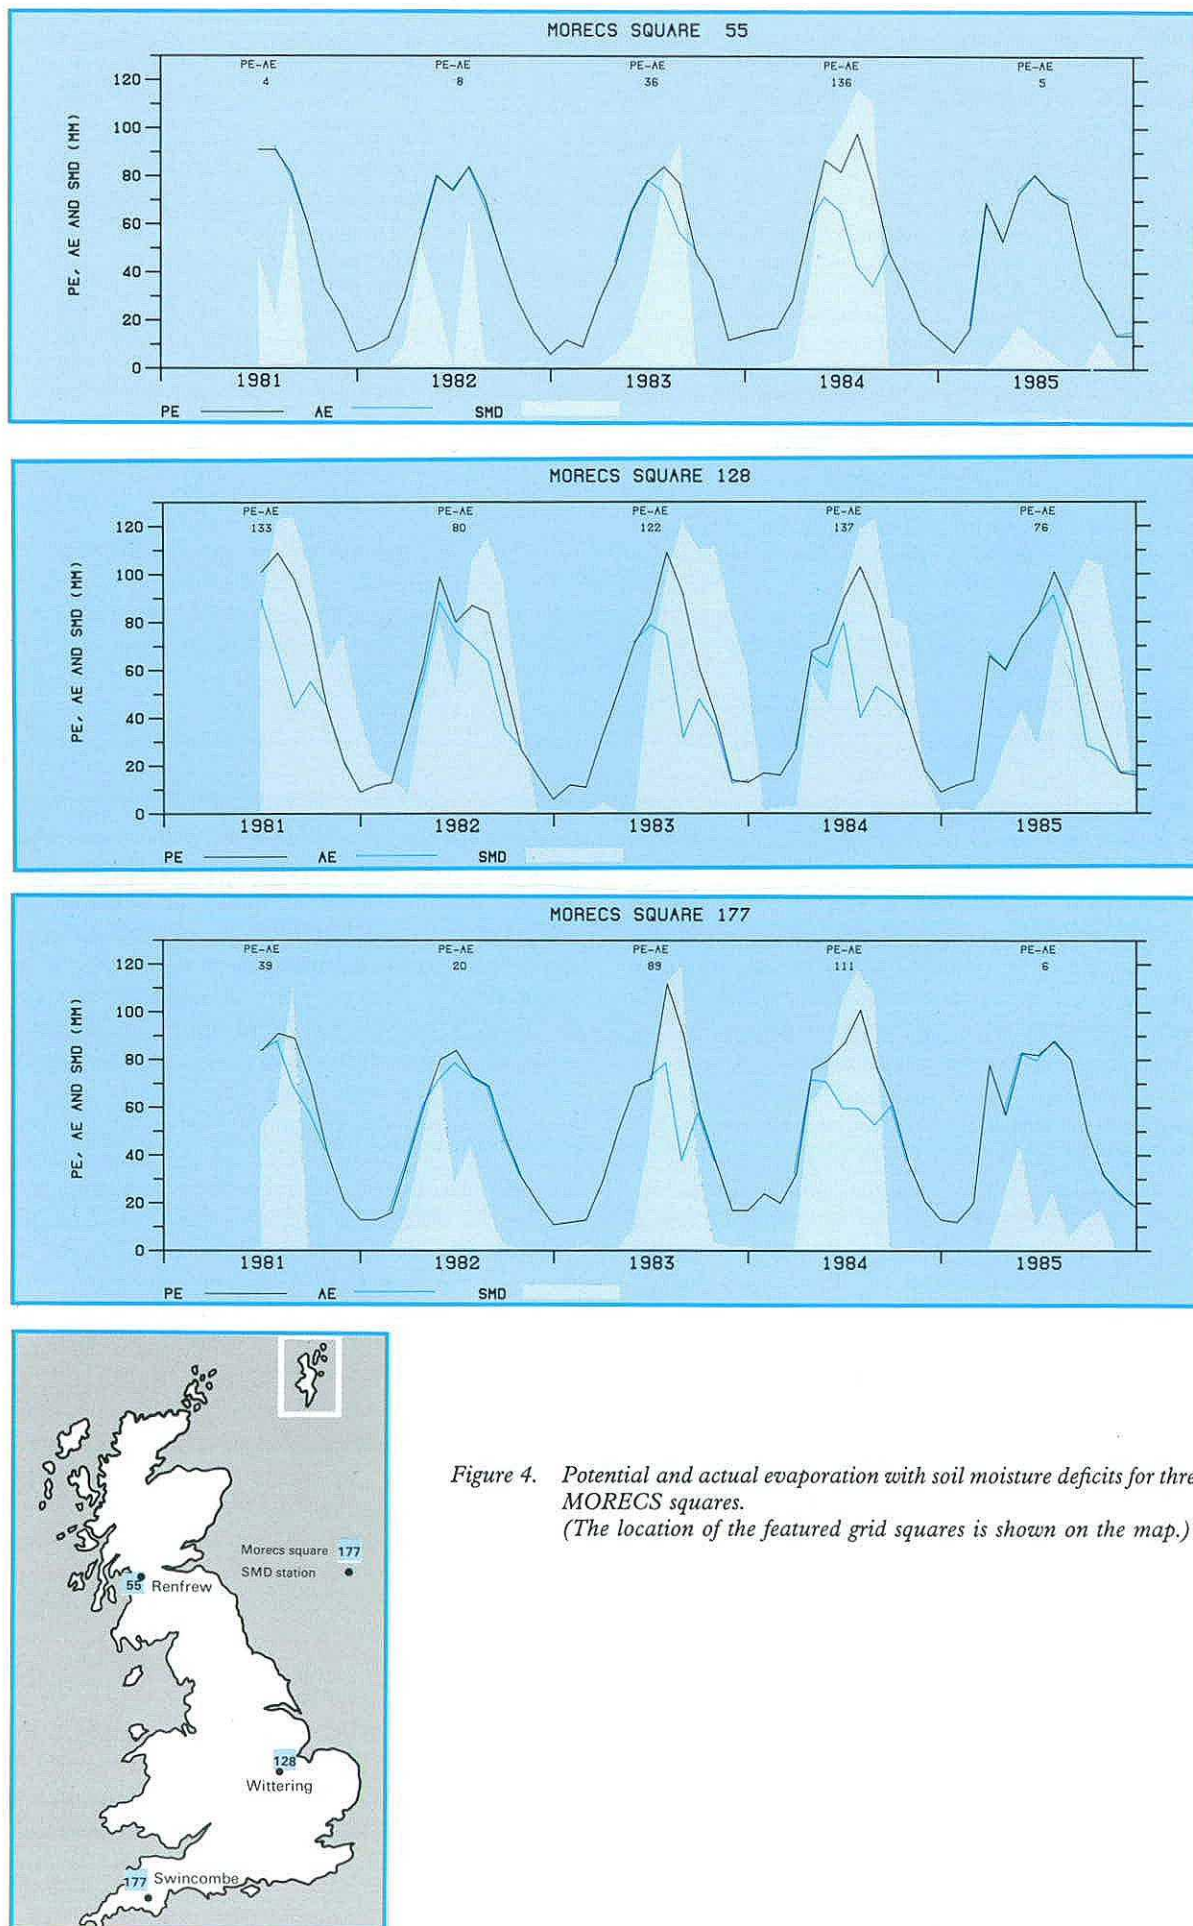 MORECS SQUARE 55
PE-AE PE-AE PE-AE PE-AE PE-AE
4 8 36 136 5
PE, AE AND SMD (MM)
120
100
80
60
40
20
0
1981 1982 1983 1984 1985
PE AE SMD
MORECS SQUARE 128
PE-AE PE-AE PE-AE PE-AE PE-AE
133 80 122 137 76
PE, AE AND SMD (MM)
120
100
80
60
40
20
0
1981 1982 1983 1984 1985
PE AE SMD
MORECS SQUARE 177
PE-AE PE-AE PE-AE PE-AE PE-AE
39 20 89 111 6
PE, AE AND SMD (MM)
120
100
80
60
40
20
0
1981 1982 1983 1984 1985
PE AE SMD
Morecs square 177
SMD station
55 Renfrew
128
Wittering
177 Swincombe
Figure 4. Potential and actual evaporation with soil moisture deficits for thre
MORECS squares.
(The location of the featured grid squares is shown on the map.)